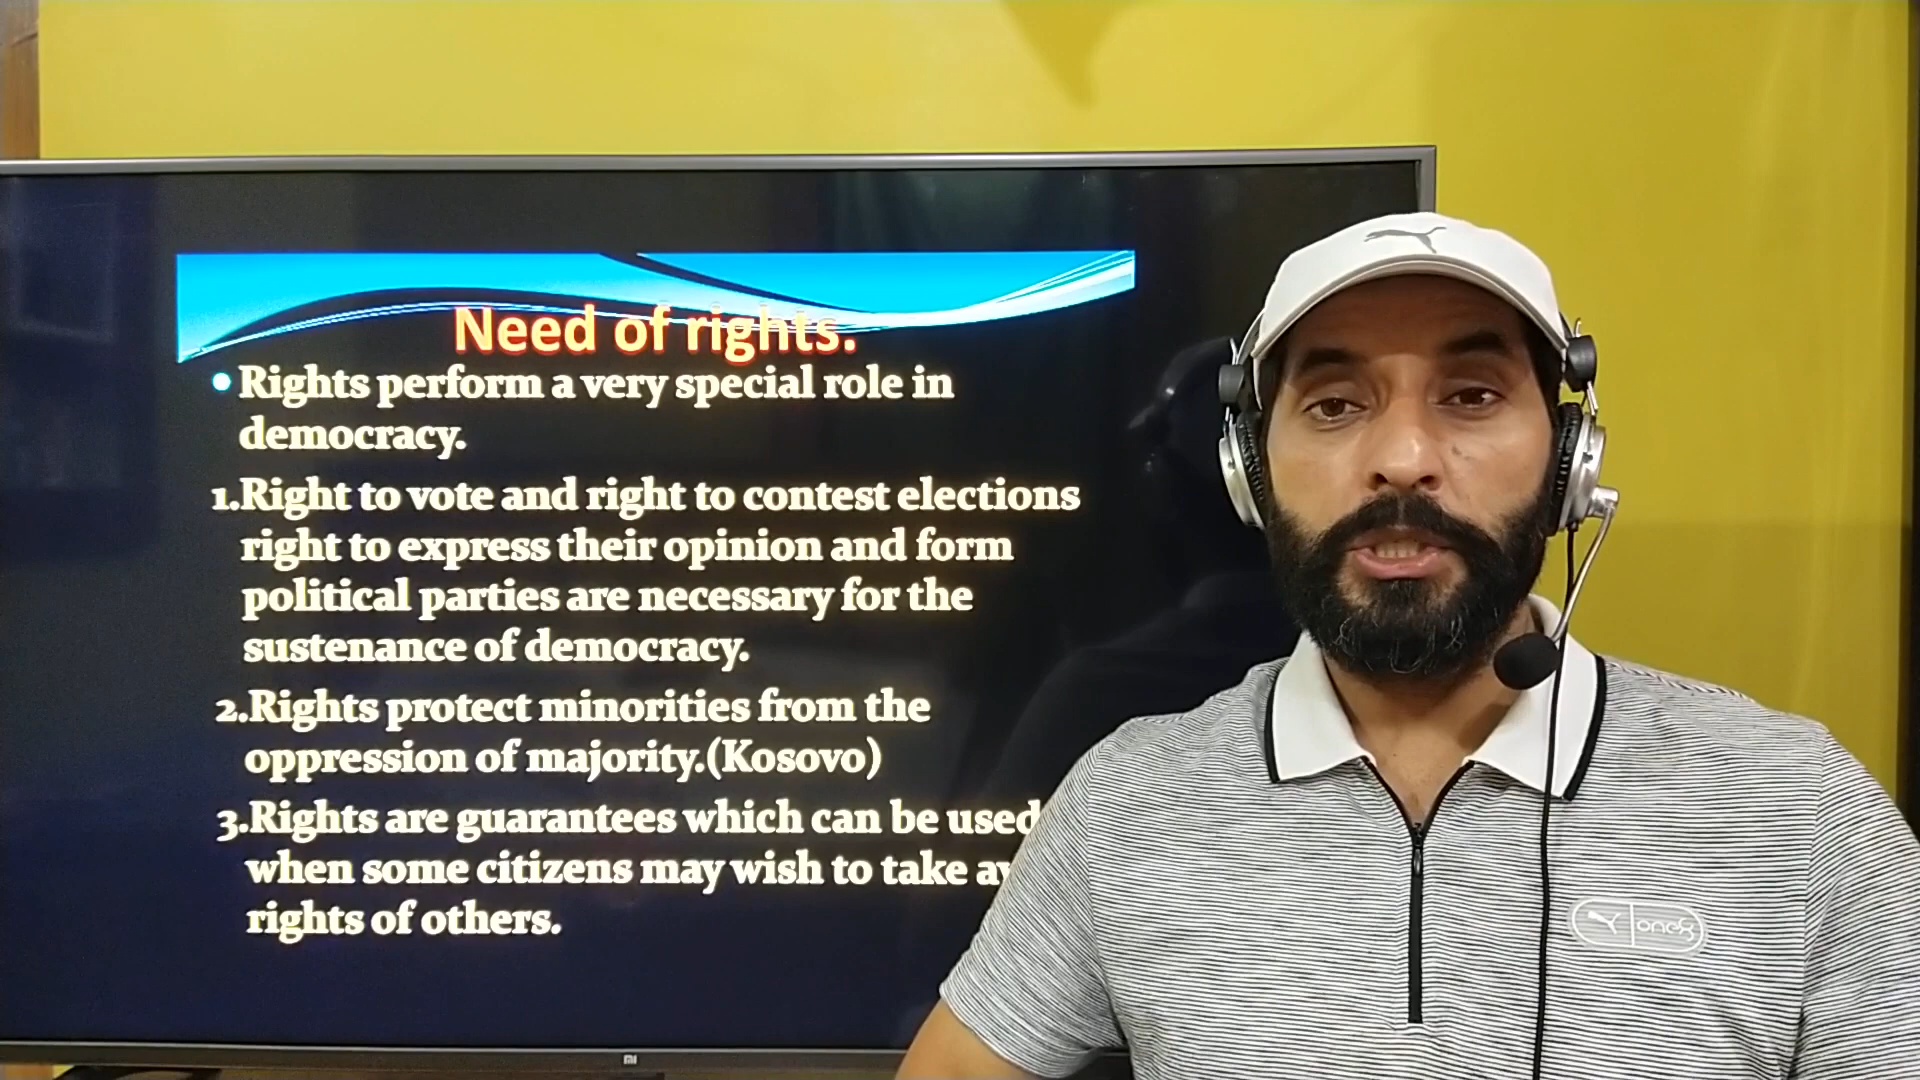 Need of rights.
• Rights perform a very special role in
democracy.
1.Right to vote and right to contest elections
right to express their opinion and form
political parties are necessary for the
sustenance of democracy.
2.Rights protect minorities from the
oppression of majority.(Kosovo)
3.Rights are guarantees which can be used
when some citizens may wish to take
rights of others.
mi
one8